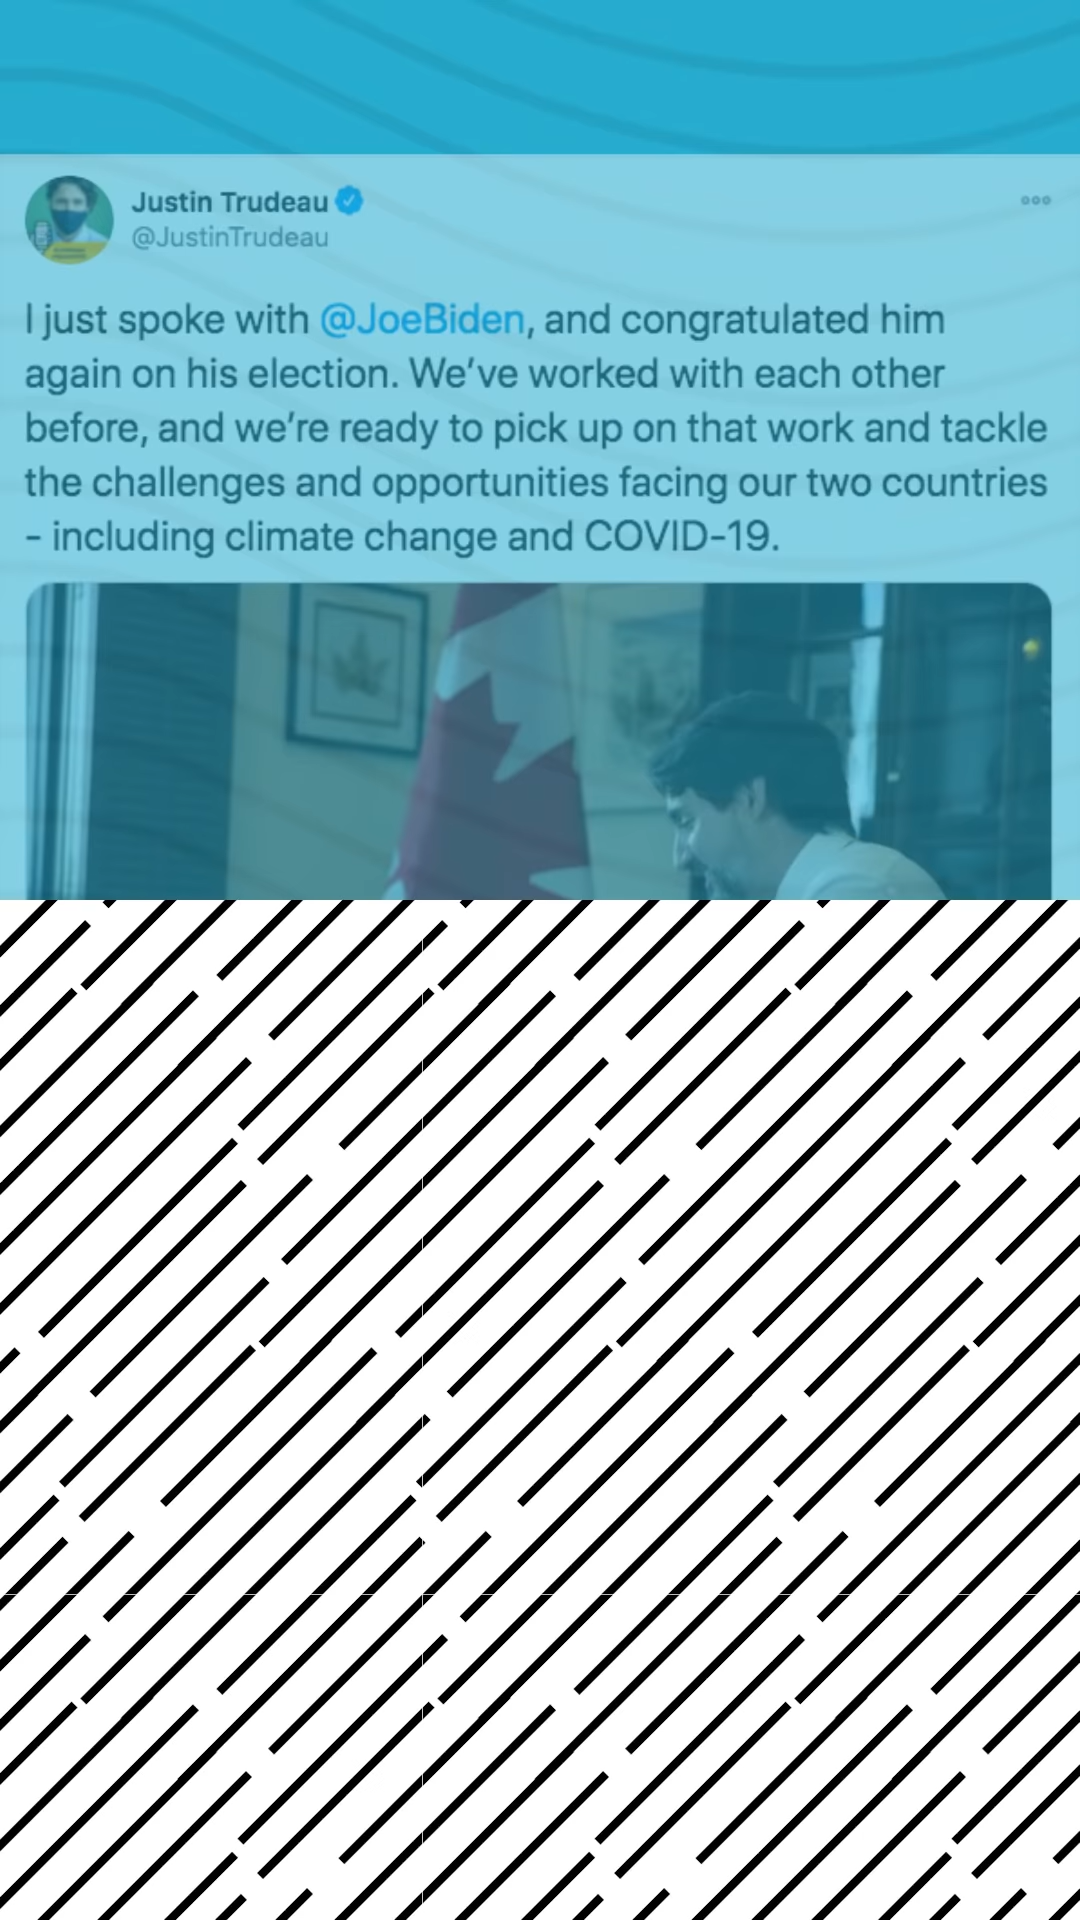 Justin Trudeau
@JustinTrudeau
I just spoke with @JoeBiden, and congratulated him
again on his election. We’ve worked with each other
before, and we’re ready to pick up on that work and tackle
the challenges and opportunities facing our two countries
- including climate change and COVID-19.